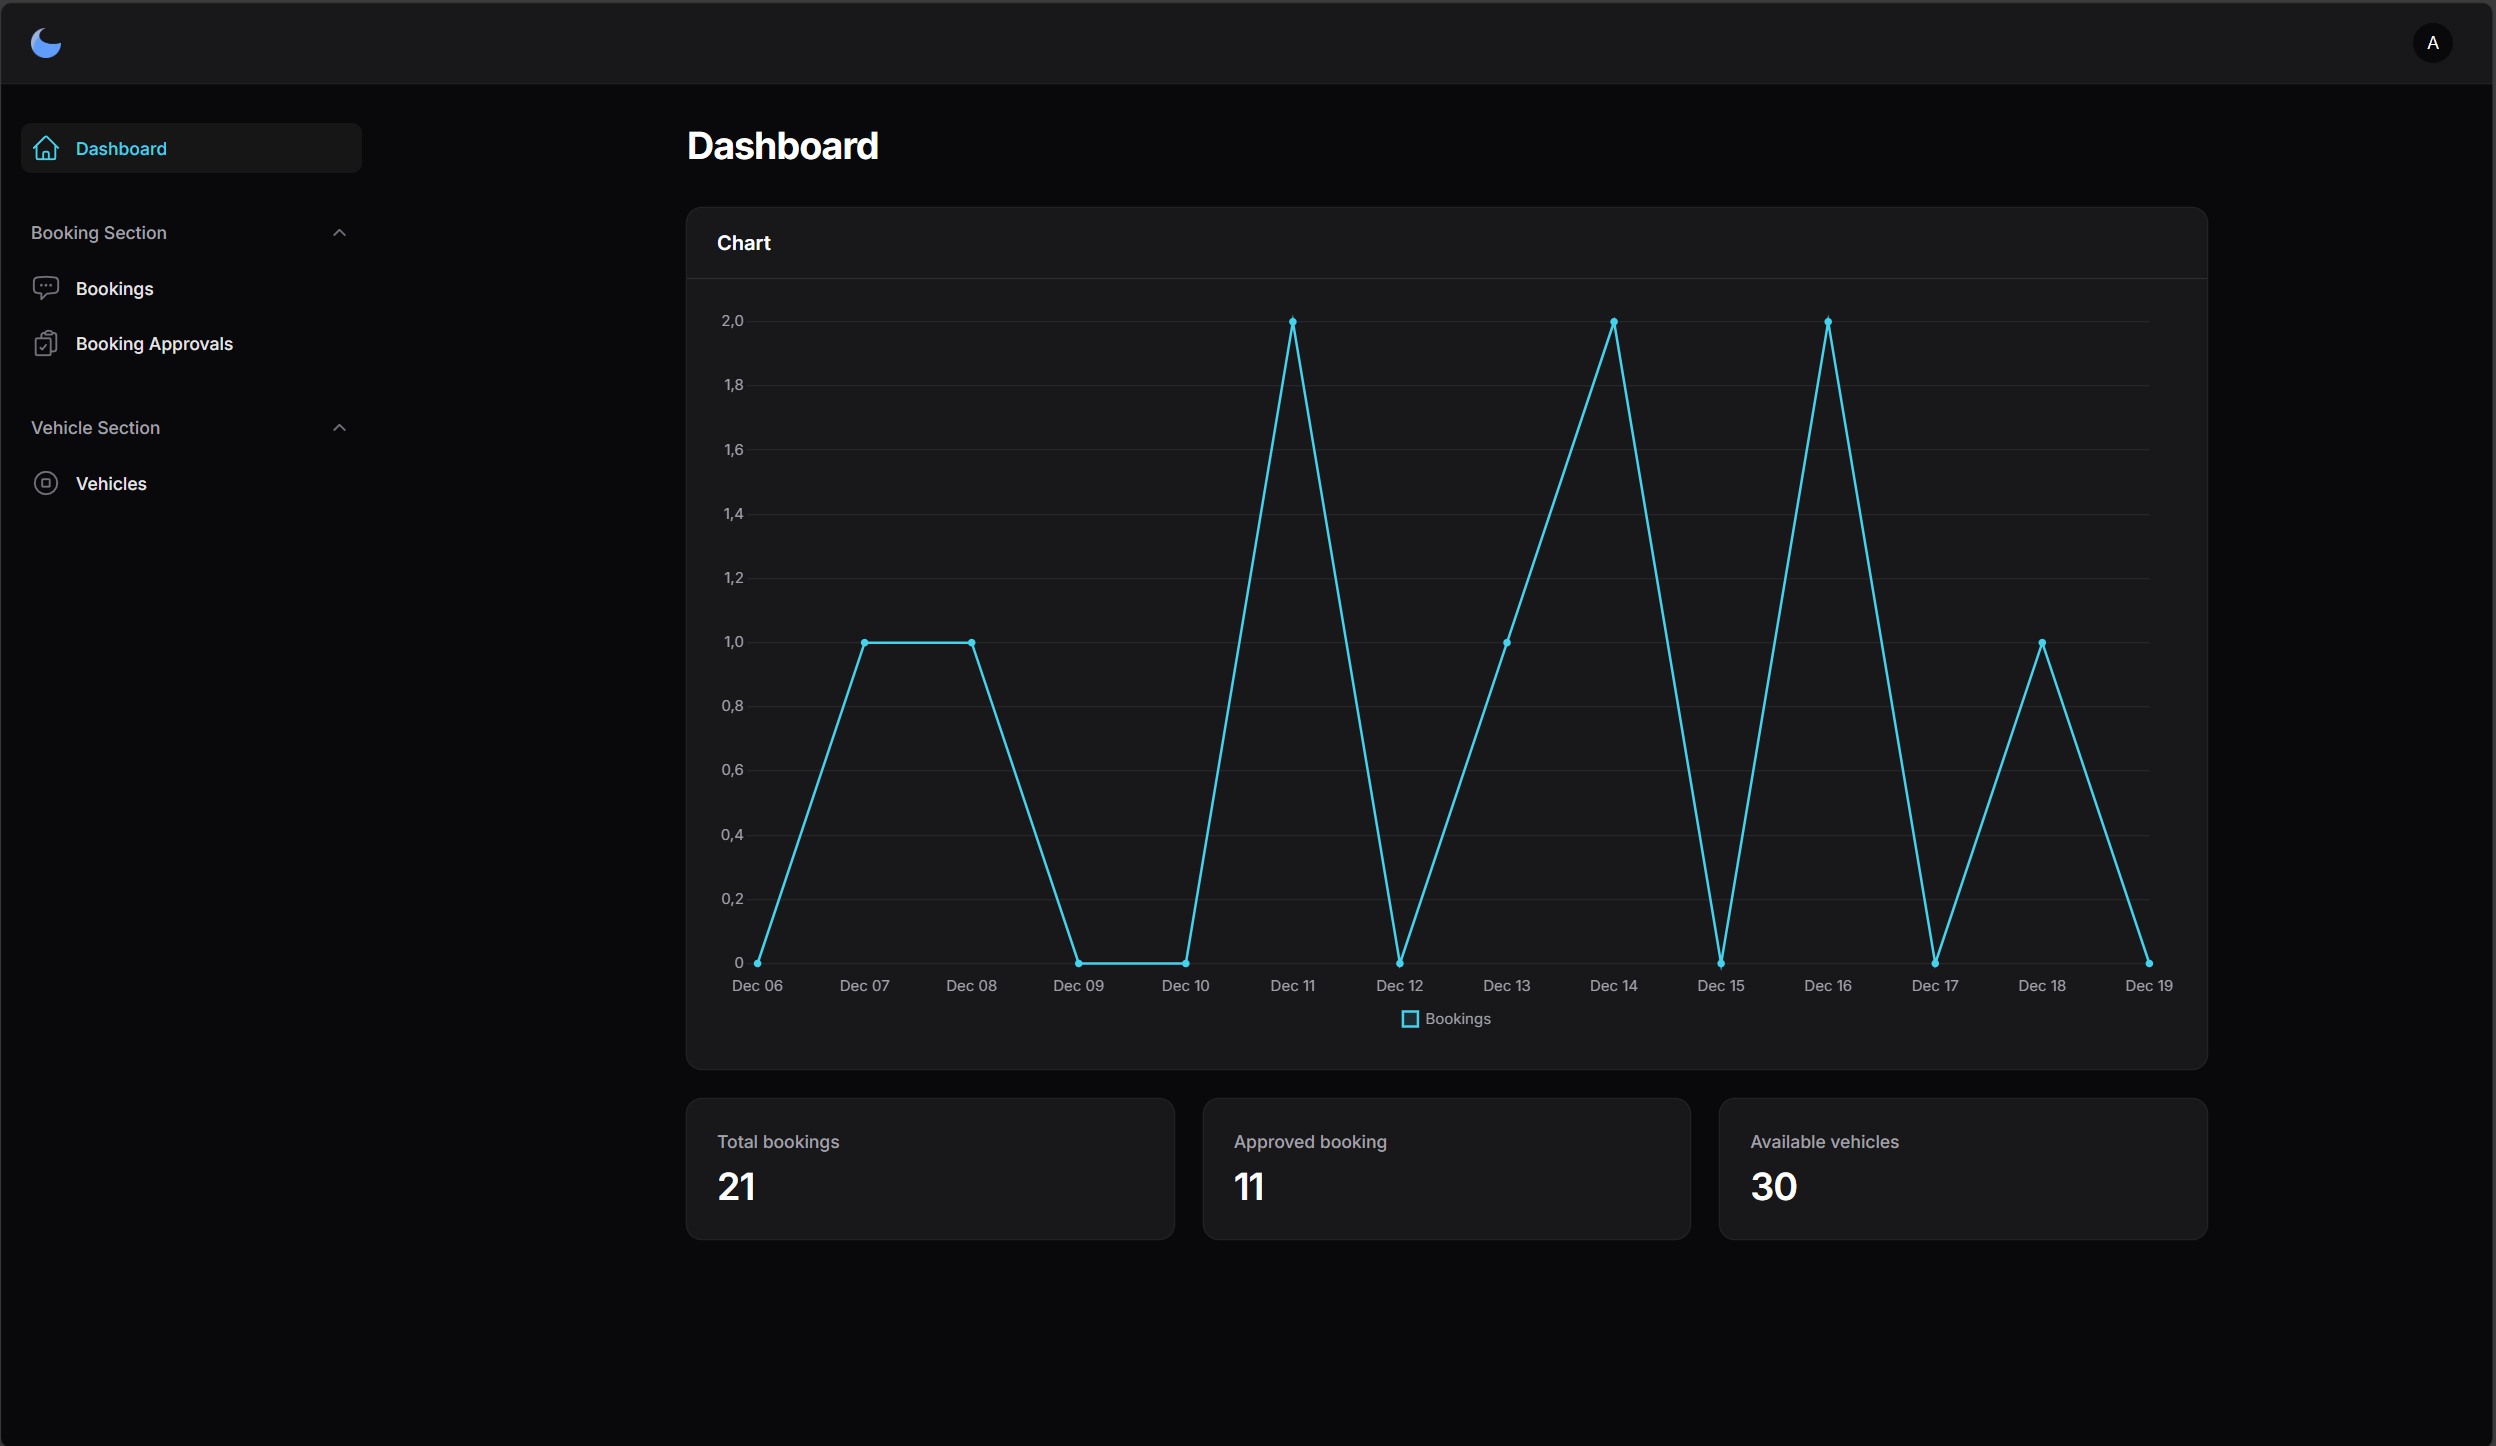 A
Dashboard
Booking Section
Bookings
Booking Approvals
Vehicle Section
Vehicles
Dashboard
Chart
2,0
1,8
1,6
1,4
1,2
1,0
0,8
0,6
0,4
0,2
0
Dec 06 Dec 07 Dec 08 Dec 09 Dec 10 Dec 11 Dec 12 Dec 13 Dec 14 Dec 15 Dec 16 Dec 17 Dec 18 Dec 19
Bookings
Total bookings
21
Approved booking
11
Available vehicles
30